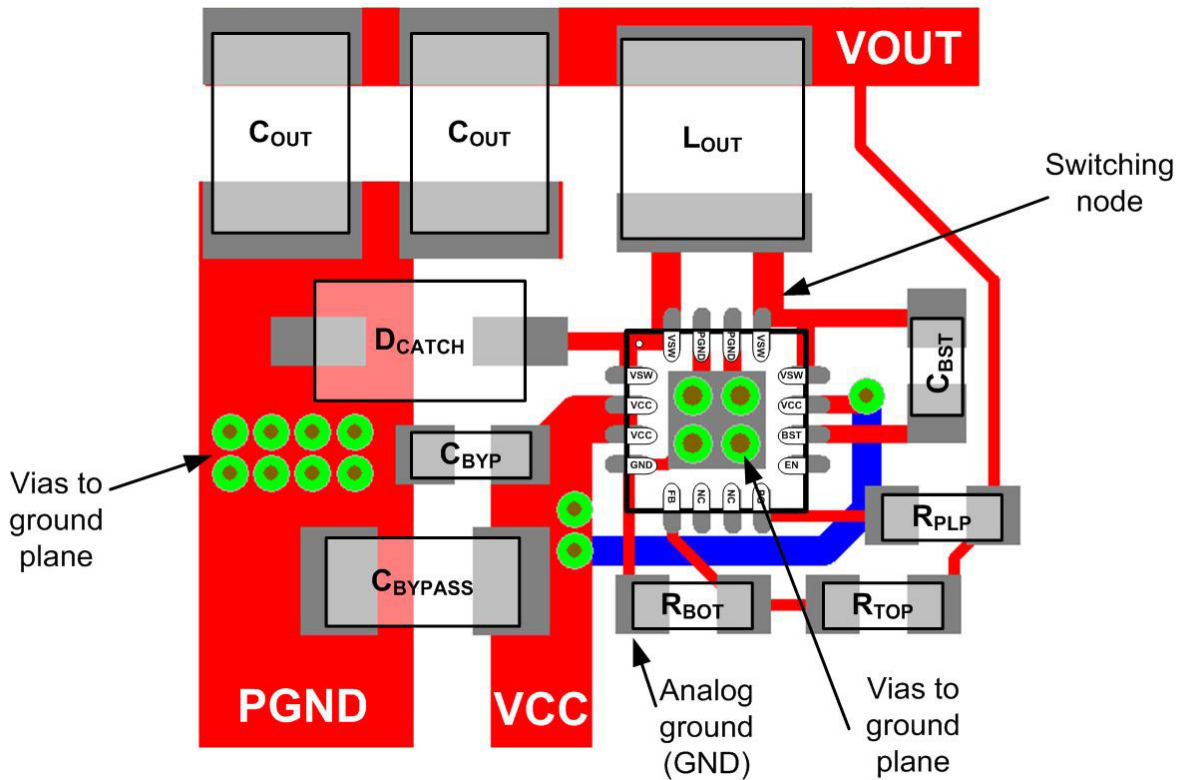 VOUT
COUT
COUT
LOUT
Switching
node
DCATCH
CBST
VSW
PGND
PGND
VSW
VSW
VSW
VCC
VCC
VCC
BST
GND
EN
FB
NC
NC
CBYP
Vias to
ground
plane
RPLP
CBYPASS
RBOT
RTOP
PGND
VCC
Analog
ground
(GND)
Vias to
ground
plane